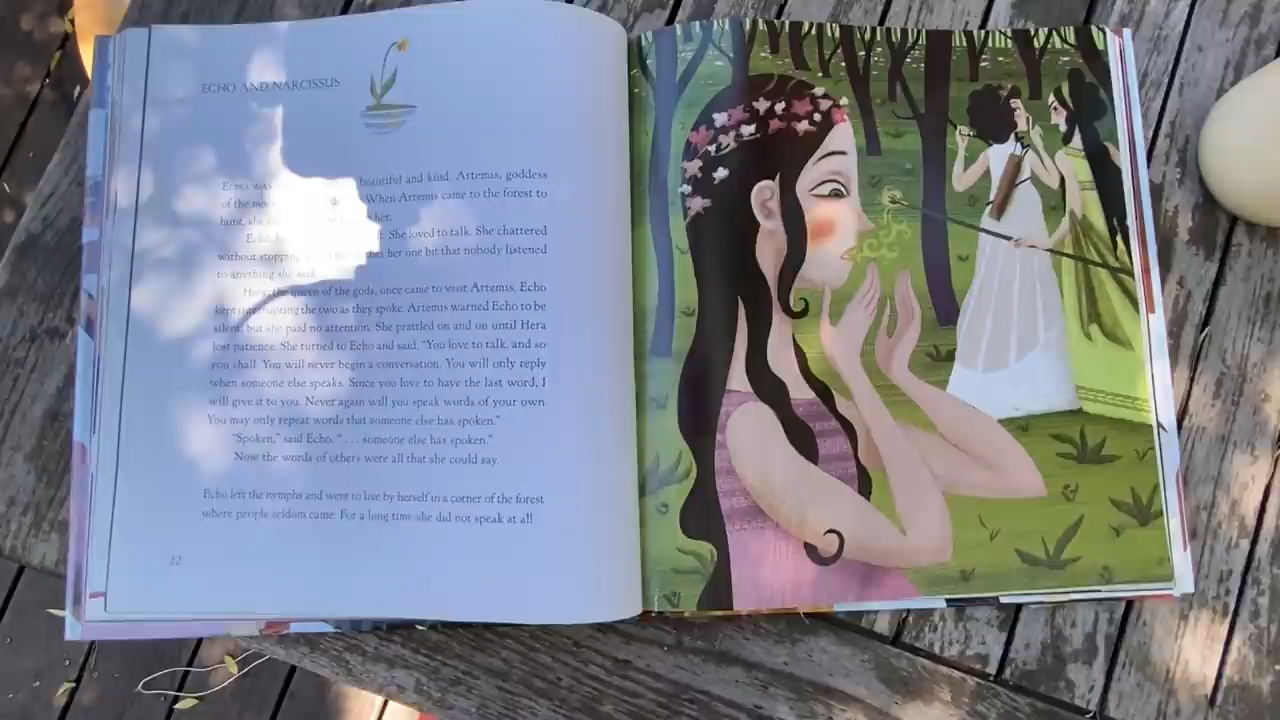 ECHO AND NARCISSUS
ECHO WAS beautiful and kind. Artemis, goddess
of the When Artemis came to the forest to
hunt, she her.
She loved to talk. She chattered
without stopping her one bit that nobody listened
to anything she said.
Hera, the queen of the gods, once came to visit Artemis. Echo
kept interrupting the two as they spoke. Artemis warned Echo to be
silent, but she paid no attention. She prattled on and on until Hera
lost patience. She turned to Echo and said, "You love to talk, and so
you shall. You will never begin a conversation. You will only reply
when someone else speaks. Since you love to have the last word, I
will give it to you. Never again will you speak words of your own.
You may only repeat words that someone else has spoken."
"Spoken," said Echo. ". . . someone else has spoken."
Now the words of others were all that she could say.
Echo left the nymphs and went to live by herself in a corner of the forest
where people seldom came. For a long time she did not speak at all
22